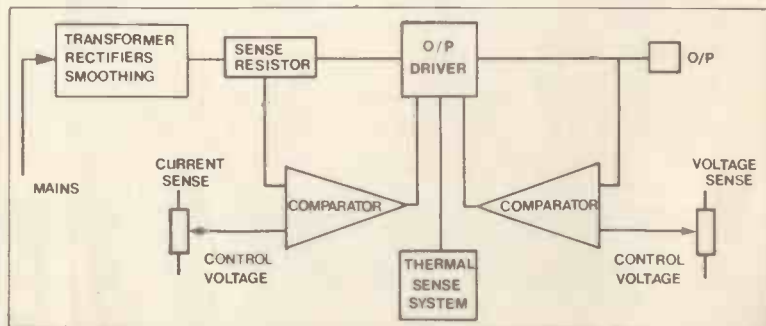 TRANSFORMER
RECTIFIERS
SMOOTHING
SENSE
RESISTOR
O/P
DRIVER
O/P
MAINS
CURRENT
SENSE
COMPARATOR
CONTROL
VOLTAGE
THERMAL
SENSE
SYSTEM
COMPARATOR
VOLTAGE
SENSE
CONTROL
VOLTAGE